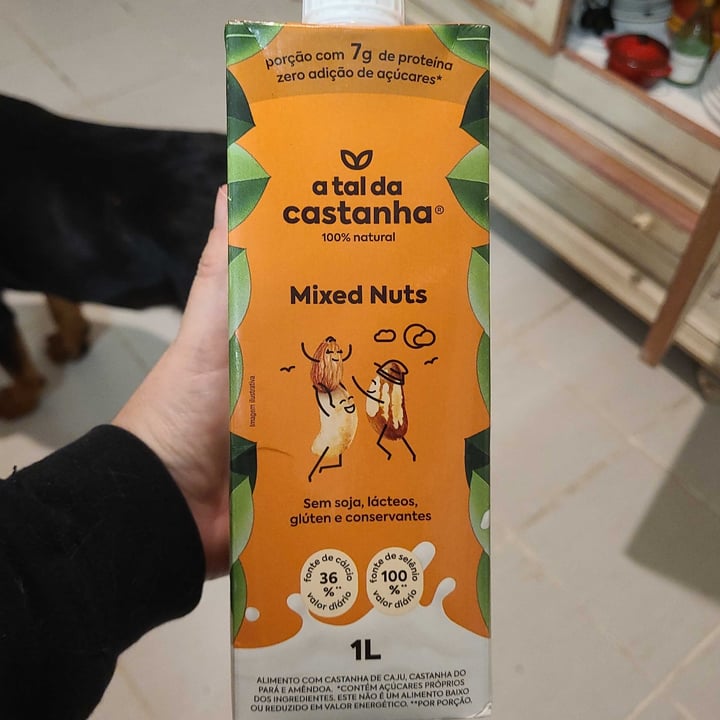 porção com 7g de proteína
zero adição de açúcares*
a tal da
castanha®
100% natural
Mixed Nuts
Imagem ilustrativa
Sem soja, lácteos,
glúten e conservantes
fonte de cálcio
36
%**
valor diário
fonte de selênio
100
%**
valor diário
1L
ALIMENTO COM CASTANHA DE CAJU, CASTANHA DO
PARÁ E AMÊNDOA. *CONTÉM AÇÚCARES PRÓPRIOS
DOS INGREDIENTES. ESTE NÃO É UM ALIMENTO BAIXO
OU REDUZIDO EM VALOR ENERGÉTICO. **POR PORÇÃO.